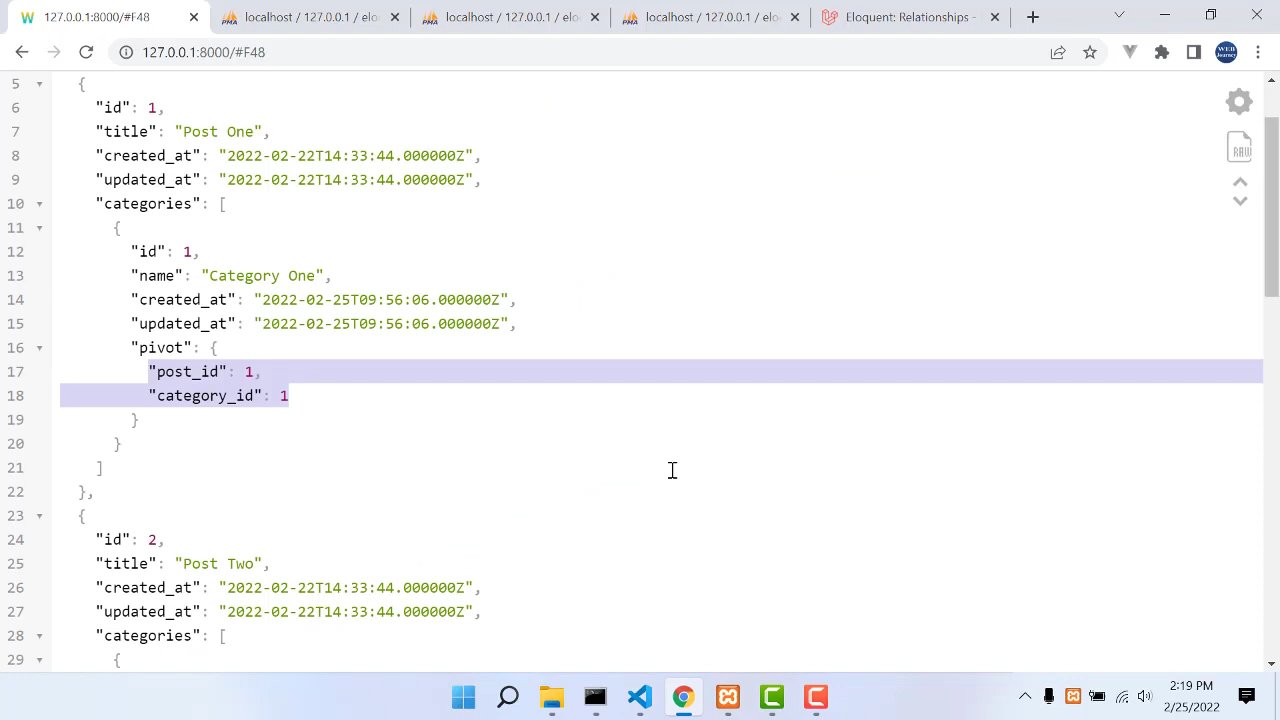 W 127.0.0.1:8000/#F48
localhost / 127.0.0.1 / elo
localhost / 127.0.0.1 / elo
localhost / 127.0.0.1 / elo
Eloquent: Relationships -
127.0.0.1:8000/#F48
WEB Journey
5 {
6 "id": 1,
7 "title": "Post One",
8 "created_at": "2022-02-22T14:33:44.000000Z",
9 "updated_at": "2022-02-22T14:33:44.000000Z",
10 "categories": [
11 {
12 "id": 1,
13 "name": "Category One",
14 "created_at": "2022-02-25T09:56:06.000000Z",
15 "updated_at": "2022-02-25T09:56:06.000000Z",
16 "pivot": {
17 "post_id": 1,
18 "category_id": 1
19 }
20 }
21 ]
22 },
23 {
24 "id": 2,
25 "title": "Post Two",
26 "created_at": "2022-02-22T14:33:44.000000Z",
27 "updated_at": "2022-02-22T14:33:44.000000Z",
28 "categories": [
29 {
RAW
2:19 PM
2/25/2022